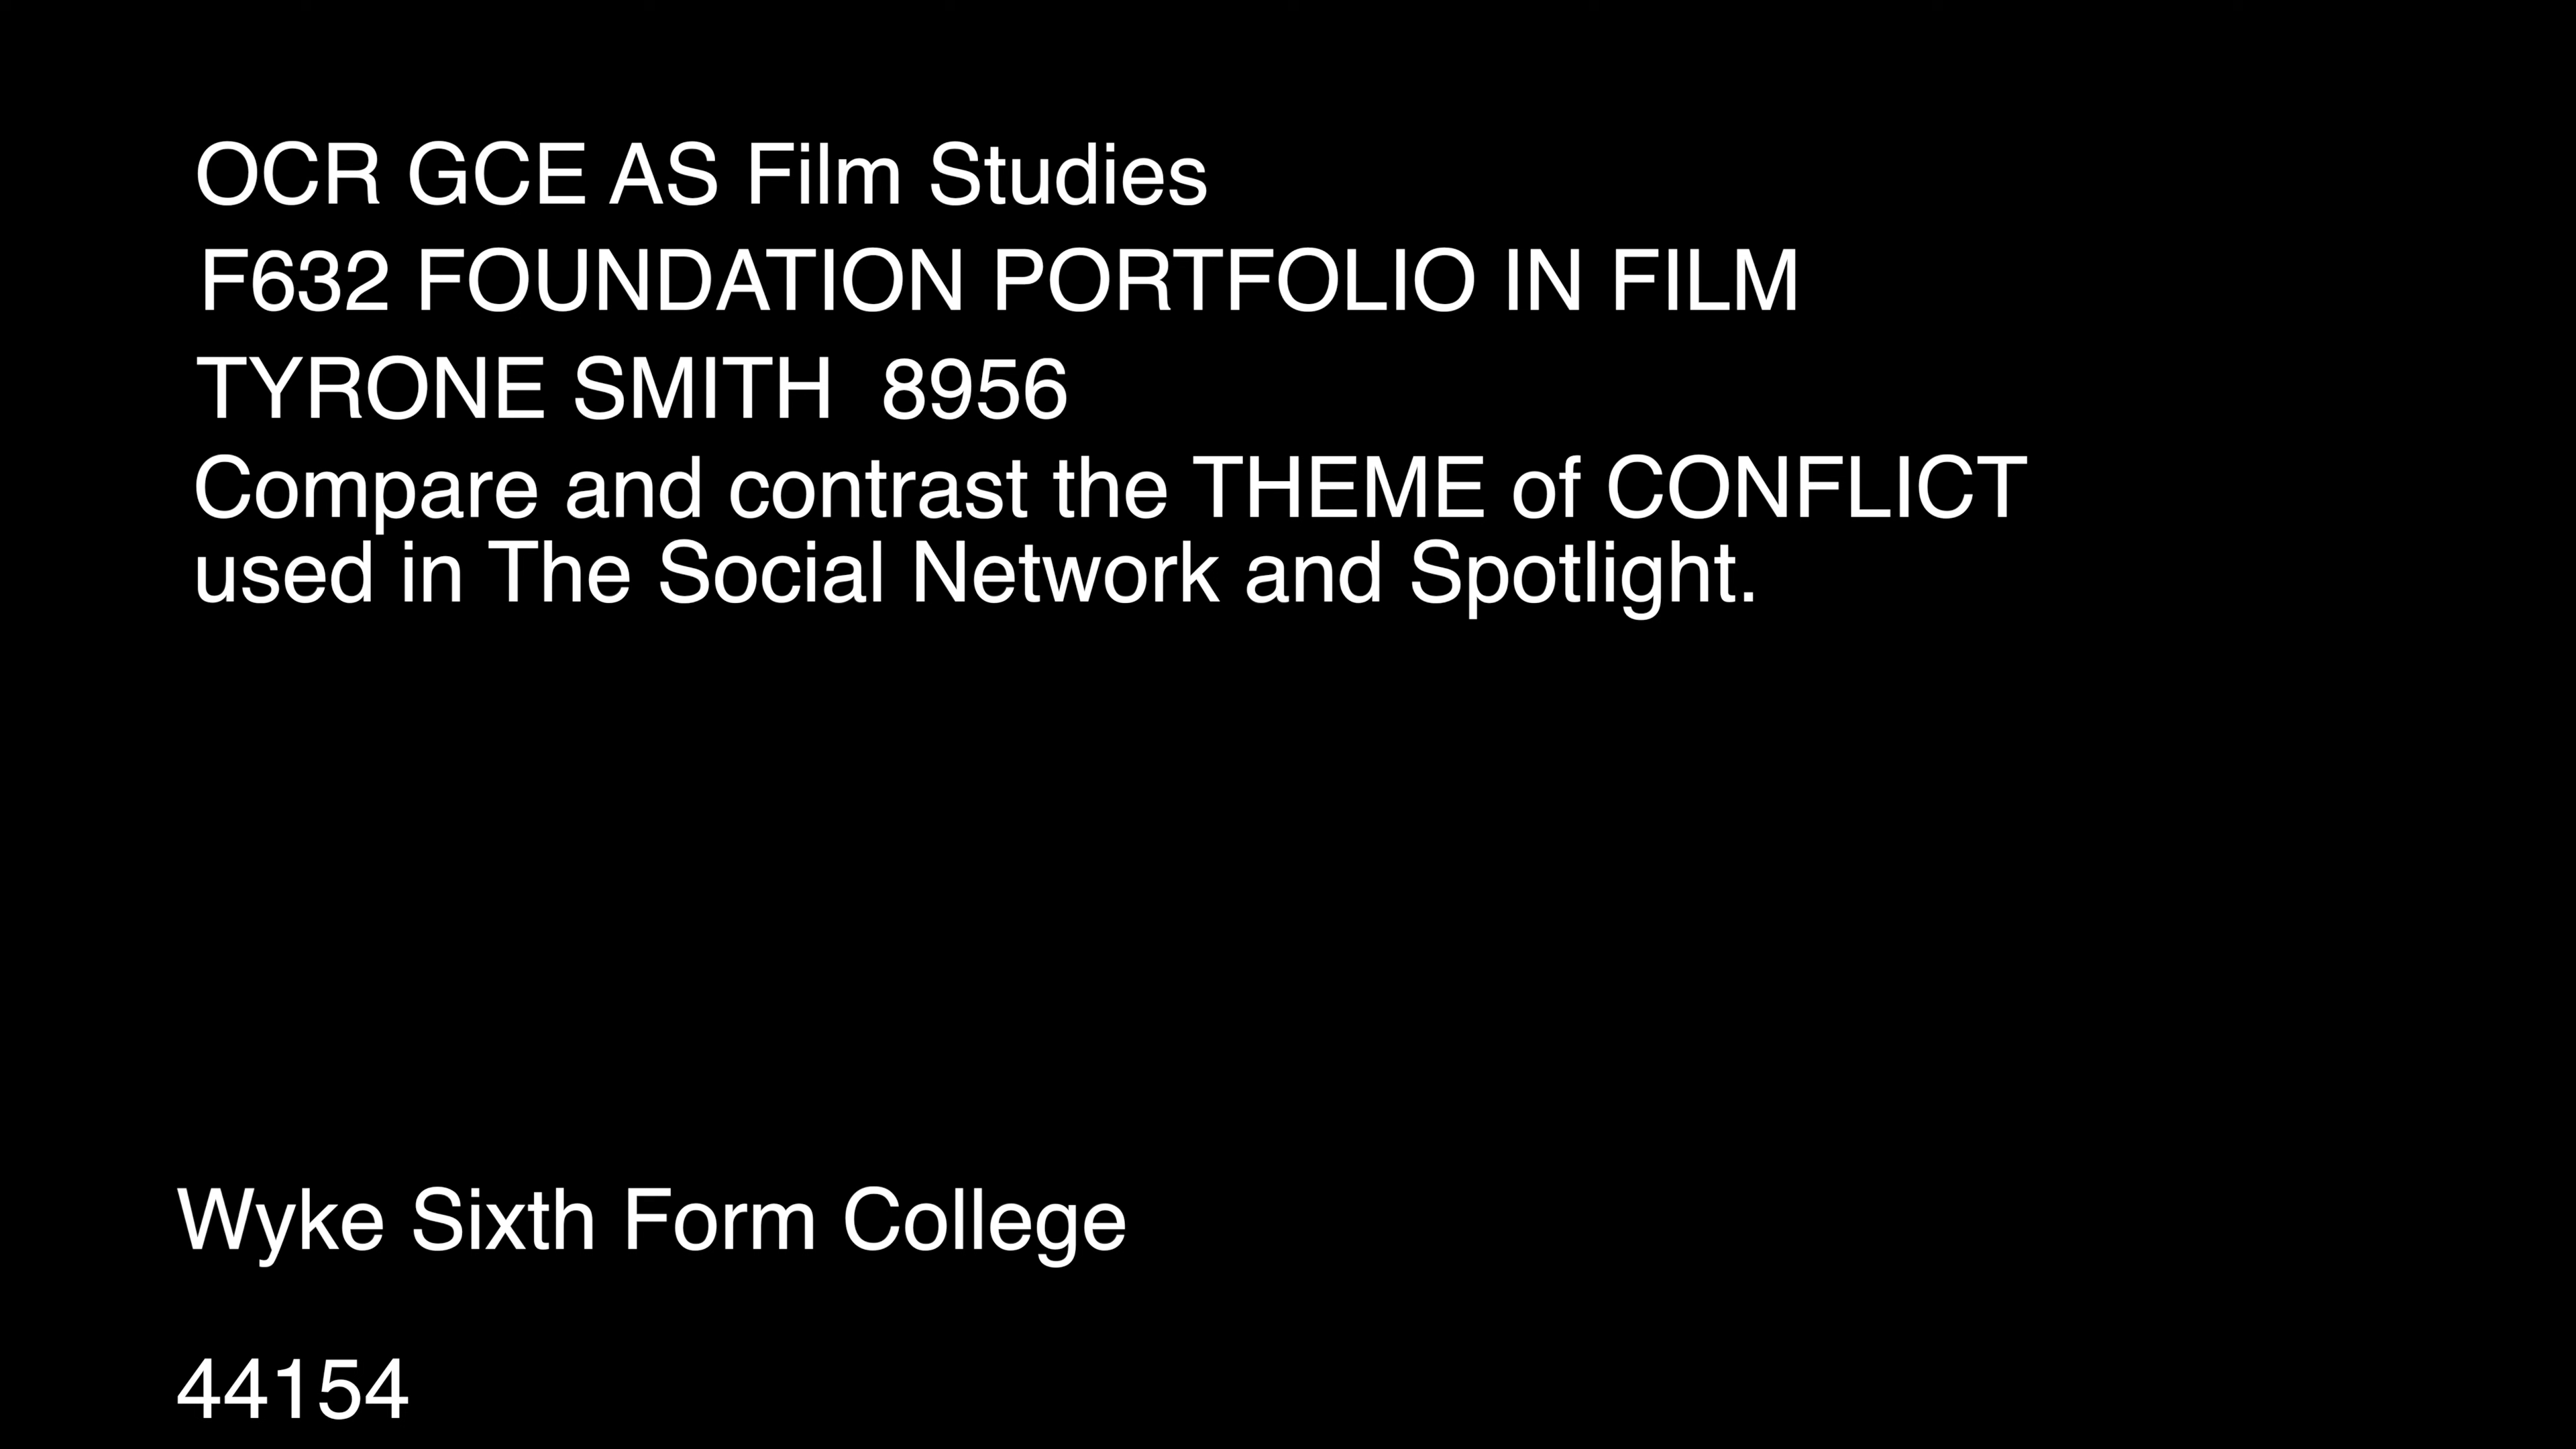 OCR GCE AS Film Studies
F632 FOUNDATION PORTFOLIO IN FILM
TYRONE SMITH  8956
Compare and contrast the THEME of CONFLICT
used in The Social Network and Spotlight.
Wyke Sixth Form College
44154